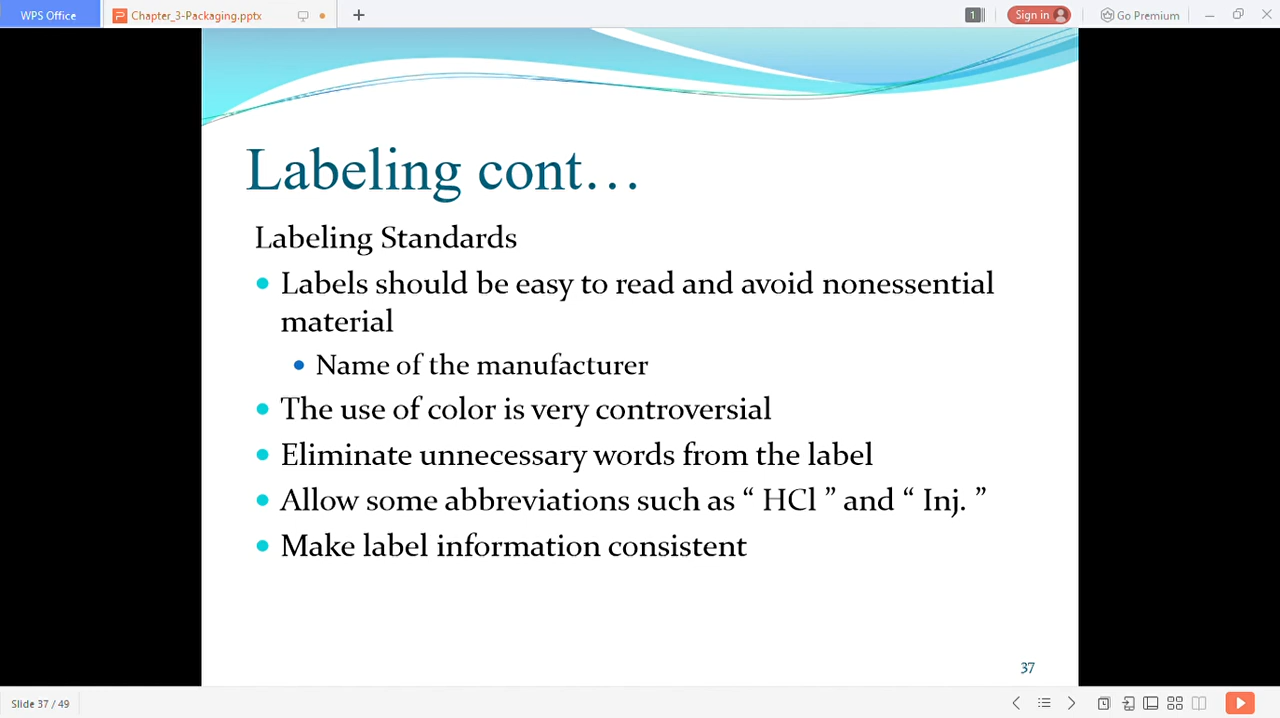 WPS Office
Chapter_3-Packaging.pptx
1
Sign in
Go Premium
Labeling cont…
Labeling Standards
Labels should be easy to read and avoid nonessential
material
Name of the manufacturer
The use of color is very controversial
Eliminate unnecessary words from the label
Allow some abbreviations such as “ HCl ” and “ Inj. ”
Make label information consistent
37
Slide 37 / 49